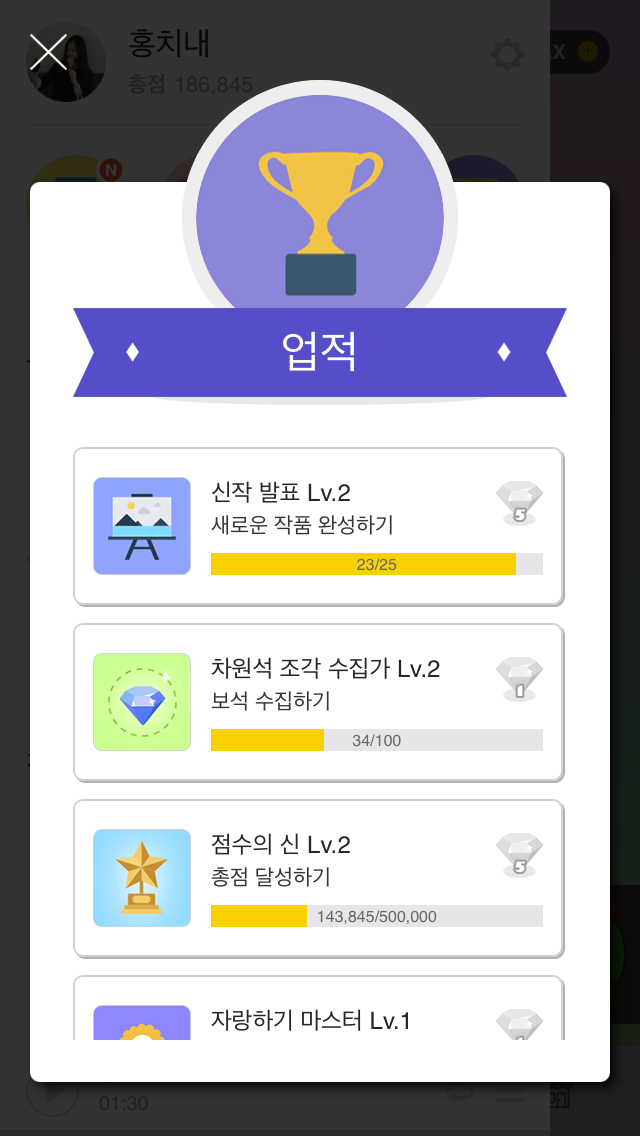 홍치내
총점 186,845
X
N
업적
신작 발표 Lv.2
새로운 작품 완성하기
5
23/25
차원석 조각 수집가 Lv.2
보석 수집하기
1
34/100
점수의 신 Lv.2
총점 달성하기
5
143,845/500,000
자랑하기 마스터 Lv.1
01:30